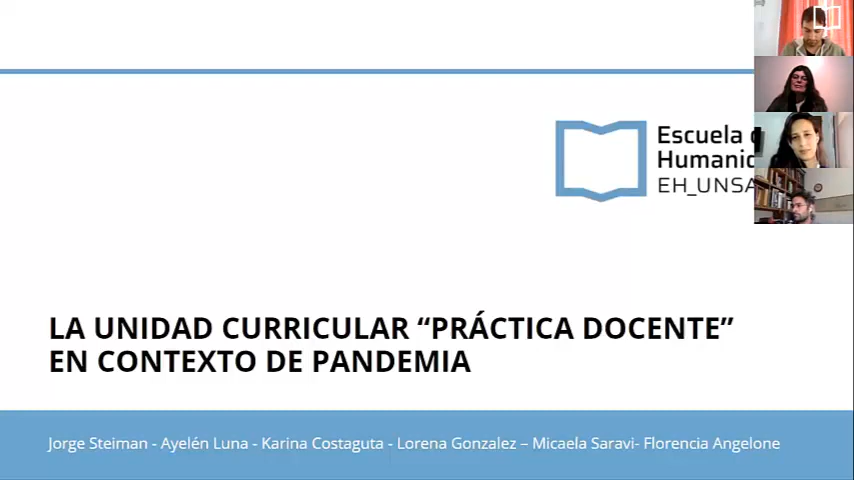 Escuela
Humanid
EH_UNSA
LA UNIDAD CURRICULAR “PRÁCTICA DOCENTE”
EN CONTEXTO DE PANDEMIA
Jorge Steiman - Ayelén Luna - Karina Costaguta - Lorena Gonzalez – Micaela Saravi- Florencia Angelone